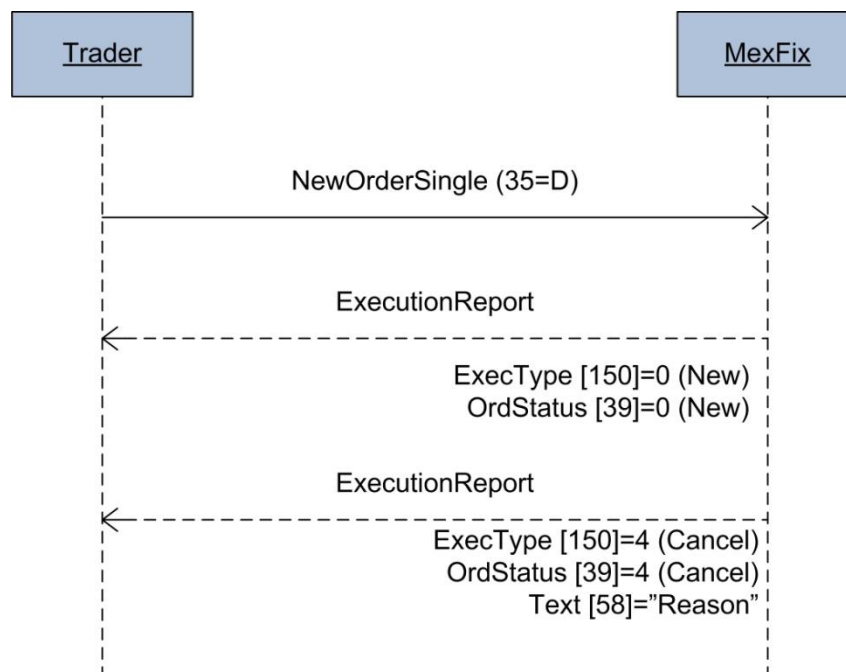 Trader
MexFix
NewOrderSingle (35=D)
ExecutionReport
ExecType [150]=0 (New)
OrdStatus [39]=0 (New)
ExecutionReport
ExecType [150]=4 (Cancel)
OrdStatus [39]=4 (Cancel)
Text [58]=”Reason”